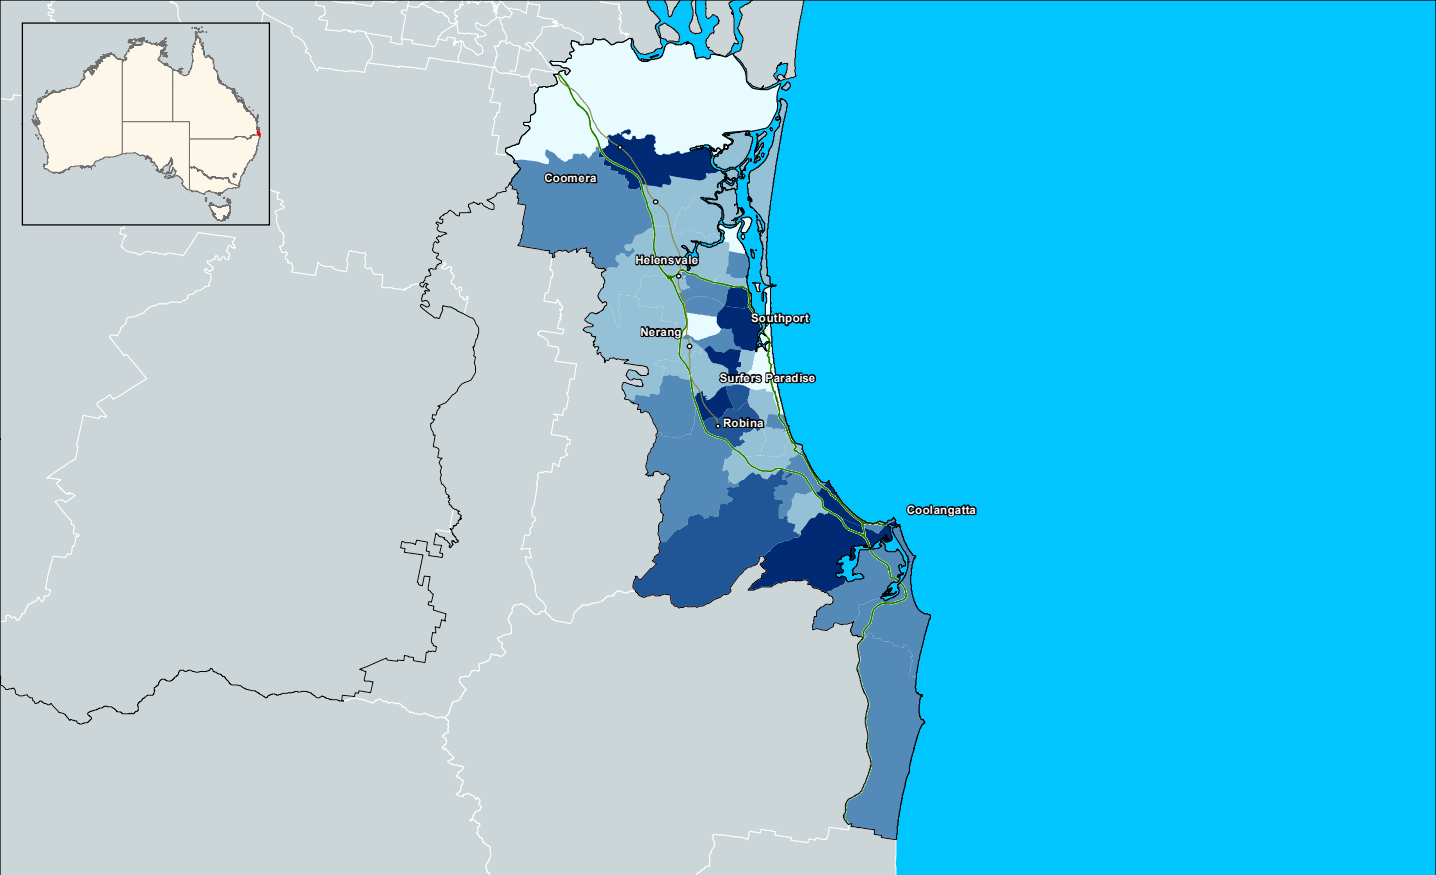 Coomera
Helensvale
Southport
Nerang
Surfers Paradise
Robina
Coolangatta